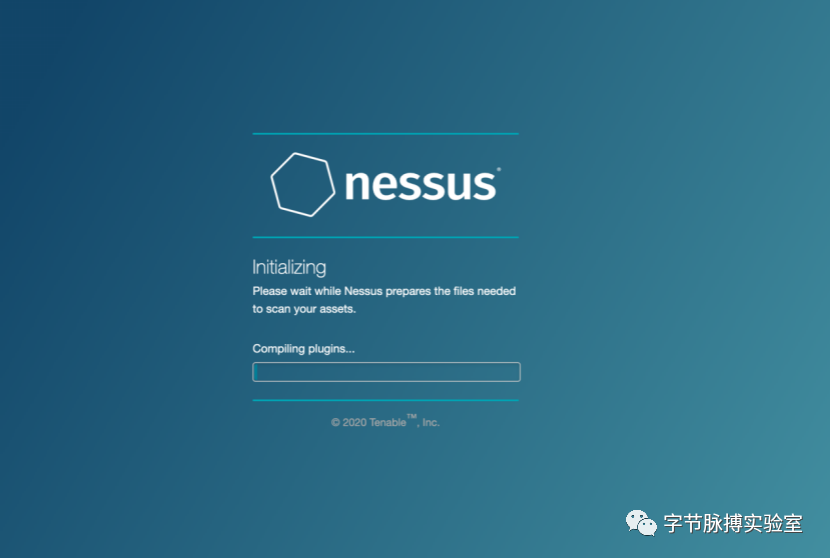 nessus®
Initializing
Please wait while Nessus prepares the files needed
to scan your assets.
Compiling plugins...
© 2020 Tenable™, Inc.
字节脉搏实验室